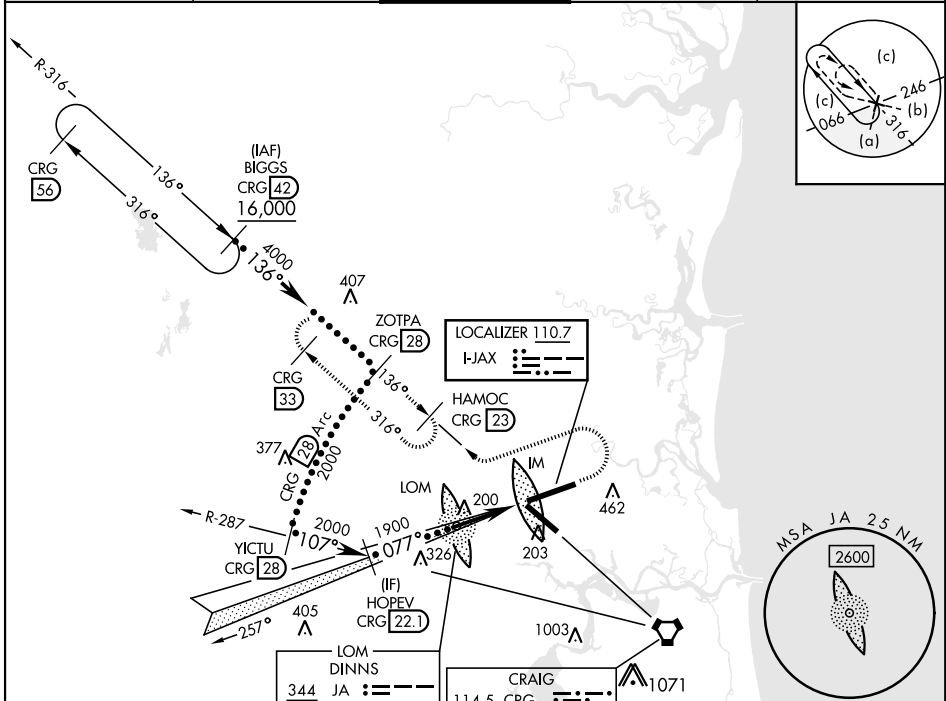 R-316
CRG
56
136°
316°
(IAF)
BIGGS
CRG 42
16,000
4000
136°
407
ZOTPA
CRG 28
LOCALIZER 110.7
I-JAX
CRG
33
136°
316°
HAMOC
CRG 23
377
CRG 28 Arc
2000
LOM
IM
200
462
R-287
2000
107°
1900
077°
326
203
YICTU
CRG 28
(IF)
HOPEV
CRG 22.1
257°
405
1003
LOM
DINNS
344 JA
CRAIG
114.5 CRG
1071
(c)
(c)
246
066
(b)
316
(a)
MSA JA 25 NM
2600